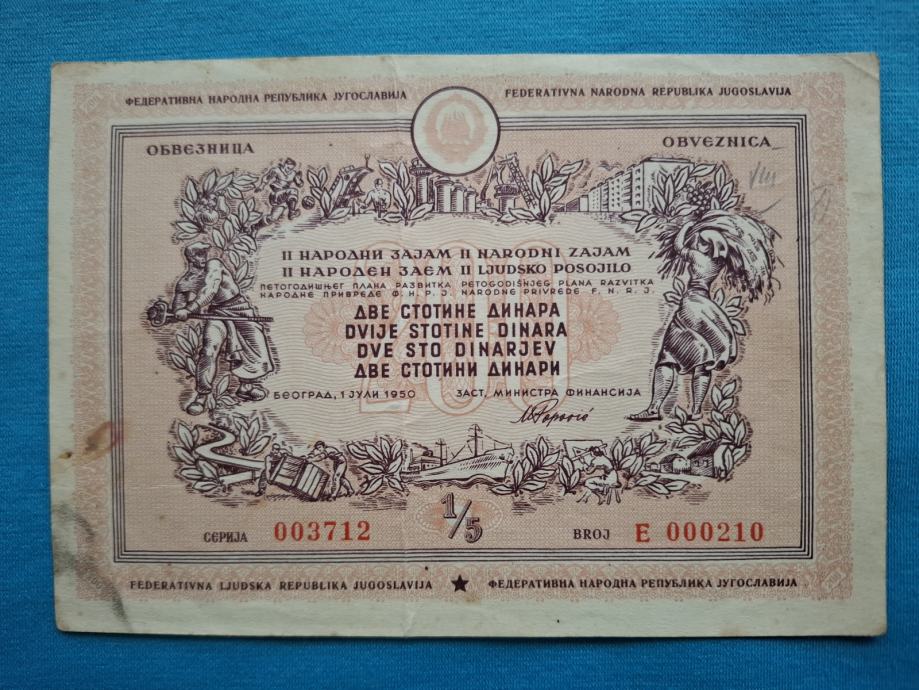 ФЕДЕРАТИВНА НАРОДНА РЕПУБЛИКА ЈУГОСЛАВИЈА FEDERATIVNA NARODNA REPUBLIKA JUGOSLAVIJA
ОБВЕЗНИЦА OBVEZNICA
II НАРОДНИ ЗАЈАМ II NARODNI ZAJAM
II НАРОДЕН ЗАЕМ II LJUDSKO POSOJILO
ПЕТОГОДИШЊЕГ ПЛАНА РАЗВИТКА PETOGODIŠNJEG PLANA RAZVITKA
НАРОДНЕ ПРИВРЕДЕ Ф.Н.Р.Ј. NARODNE PRIVREDE F.N.R.J.
200
ДВЕ СТОТИНЕ ДИНАРА
DVIJE STOTINE DINARA
DVE STO DINARJEV
ДВЕ СТОТИНИ ДИНАРИ
БЕОГРАД, 1 ЈУЛИ 1950 ЗАСТ. МИНИСТРА ФИНАНСИЈА
СЕРИЈА 003712 1/5 BROJ E 000210
FEDERATIVNA LJUDSKA REPUBLIKA JUGOSLAVIJA ★ ФЕДЕРАТИВНА НАРОДНА РЕПУБЛИКА ЈУГОСЛАВИЈА